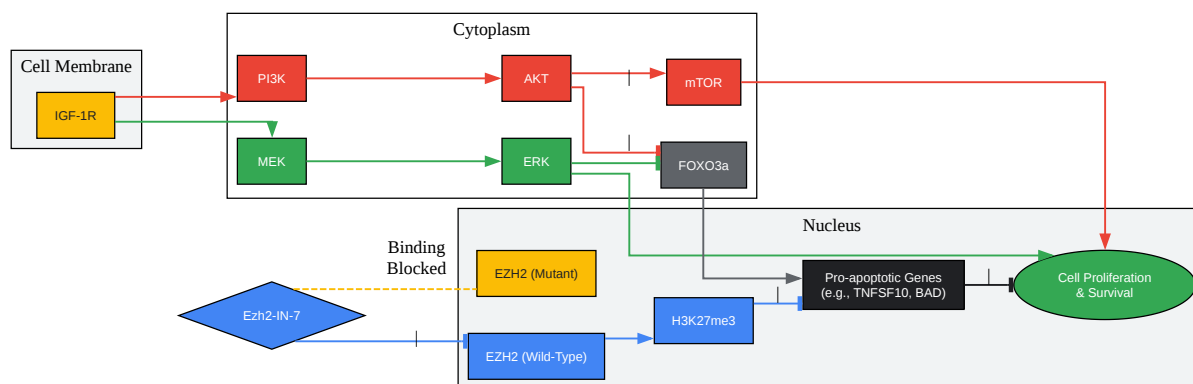 Cytoplasm
Cell Membrane
PI3K
AKT
mTOR
IGF-1R
MEK
ERK
FOXO3a
Nucleus
Binding
Blocked
EZH2 (Mutant)
Pro-apoptotic Genes
(e.g., TNFSF10, BAD)
Cell Proliferation
& Survival
Ezh2-IN-7
H3K27me3
EZH2 (Wild-Type)